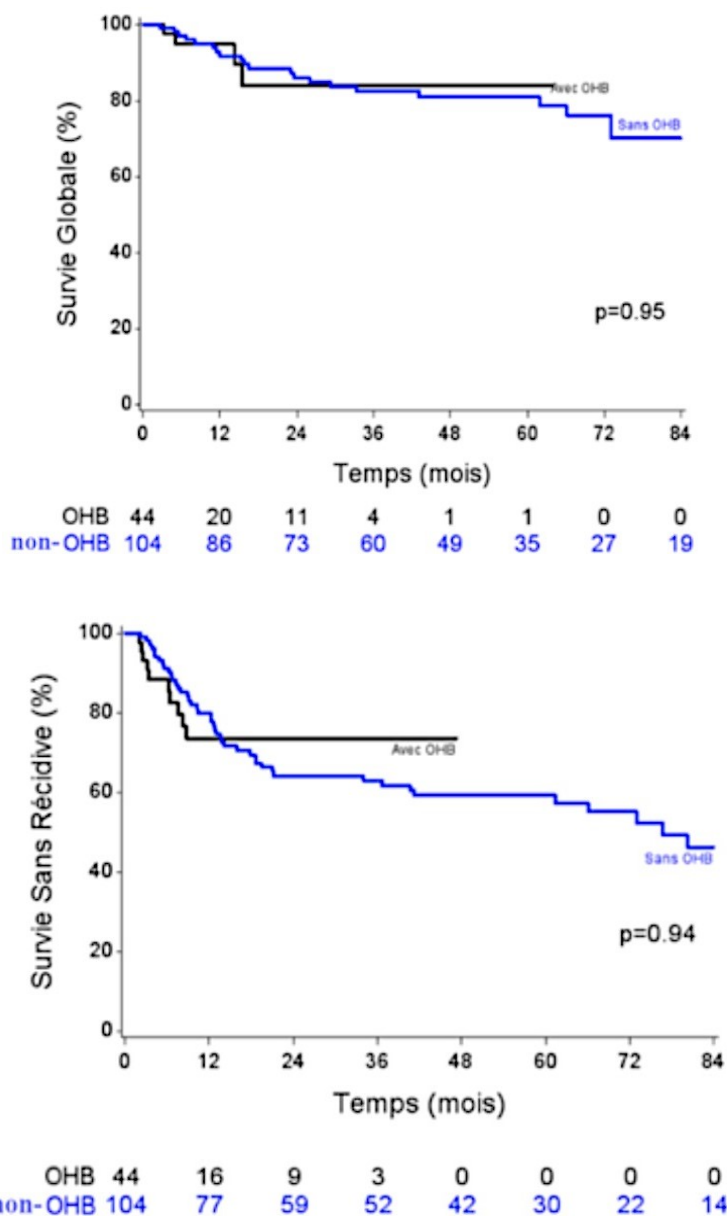 100
80
60
40
20
0
Survie Globale (%)
Avec OHB
Sans OHB
p=0.95
0 12 24 36 48 60 72 84
Temps (mois)
OHB 44 20 11 4 1 1 0 0
non-OHB 104 86 73 60 49 35 27 19
100
80
60
40
20
0
Survie Sans Récidive (%)
Avec OHB
Sans OHB
p=0.94
0 12 24 36 48 60 72 84
Temps (mois)
OHB 44 16 9 3 0 0 0 0
non-OHB 104 77 59 52 42 30 22 14